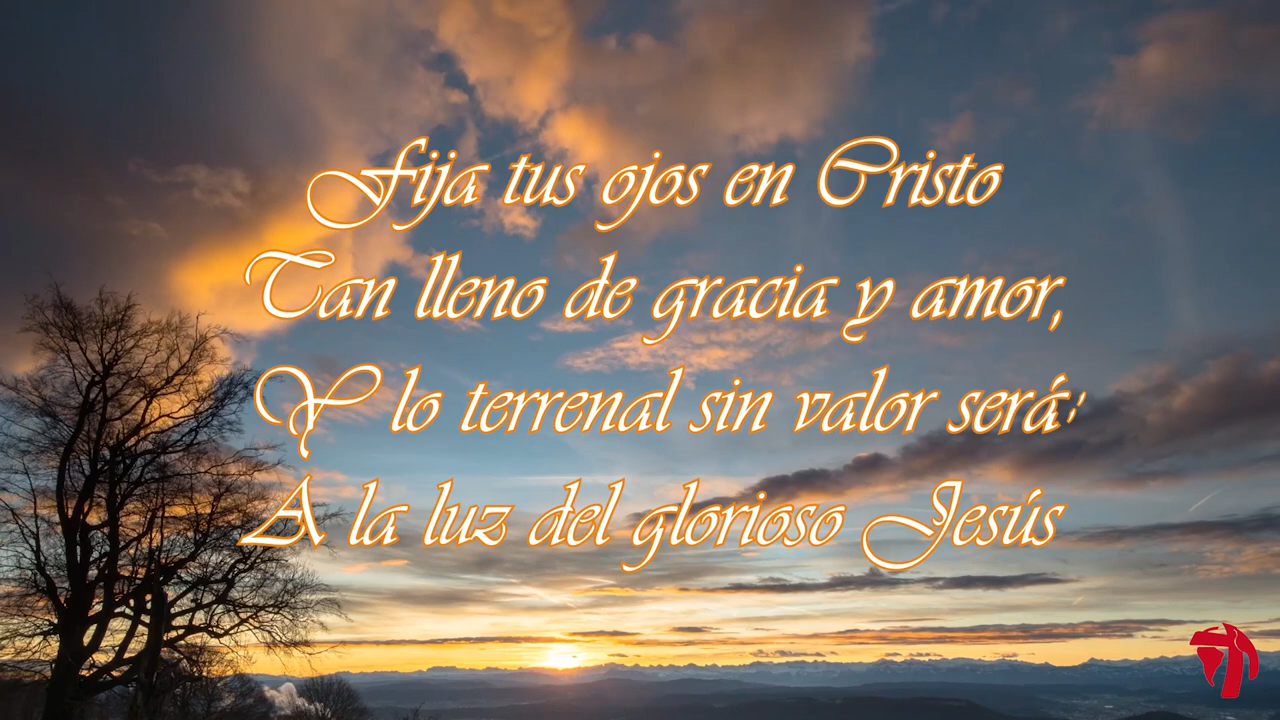 Fija tus ojos en Cristo
Tan lleno de gracia y amor,
Y lo terrenal sin valor será;
A la luz del glorioso Jesús